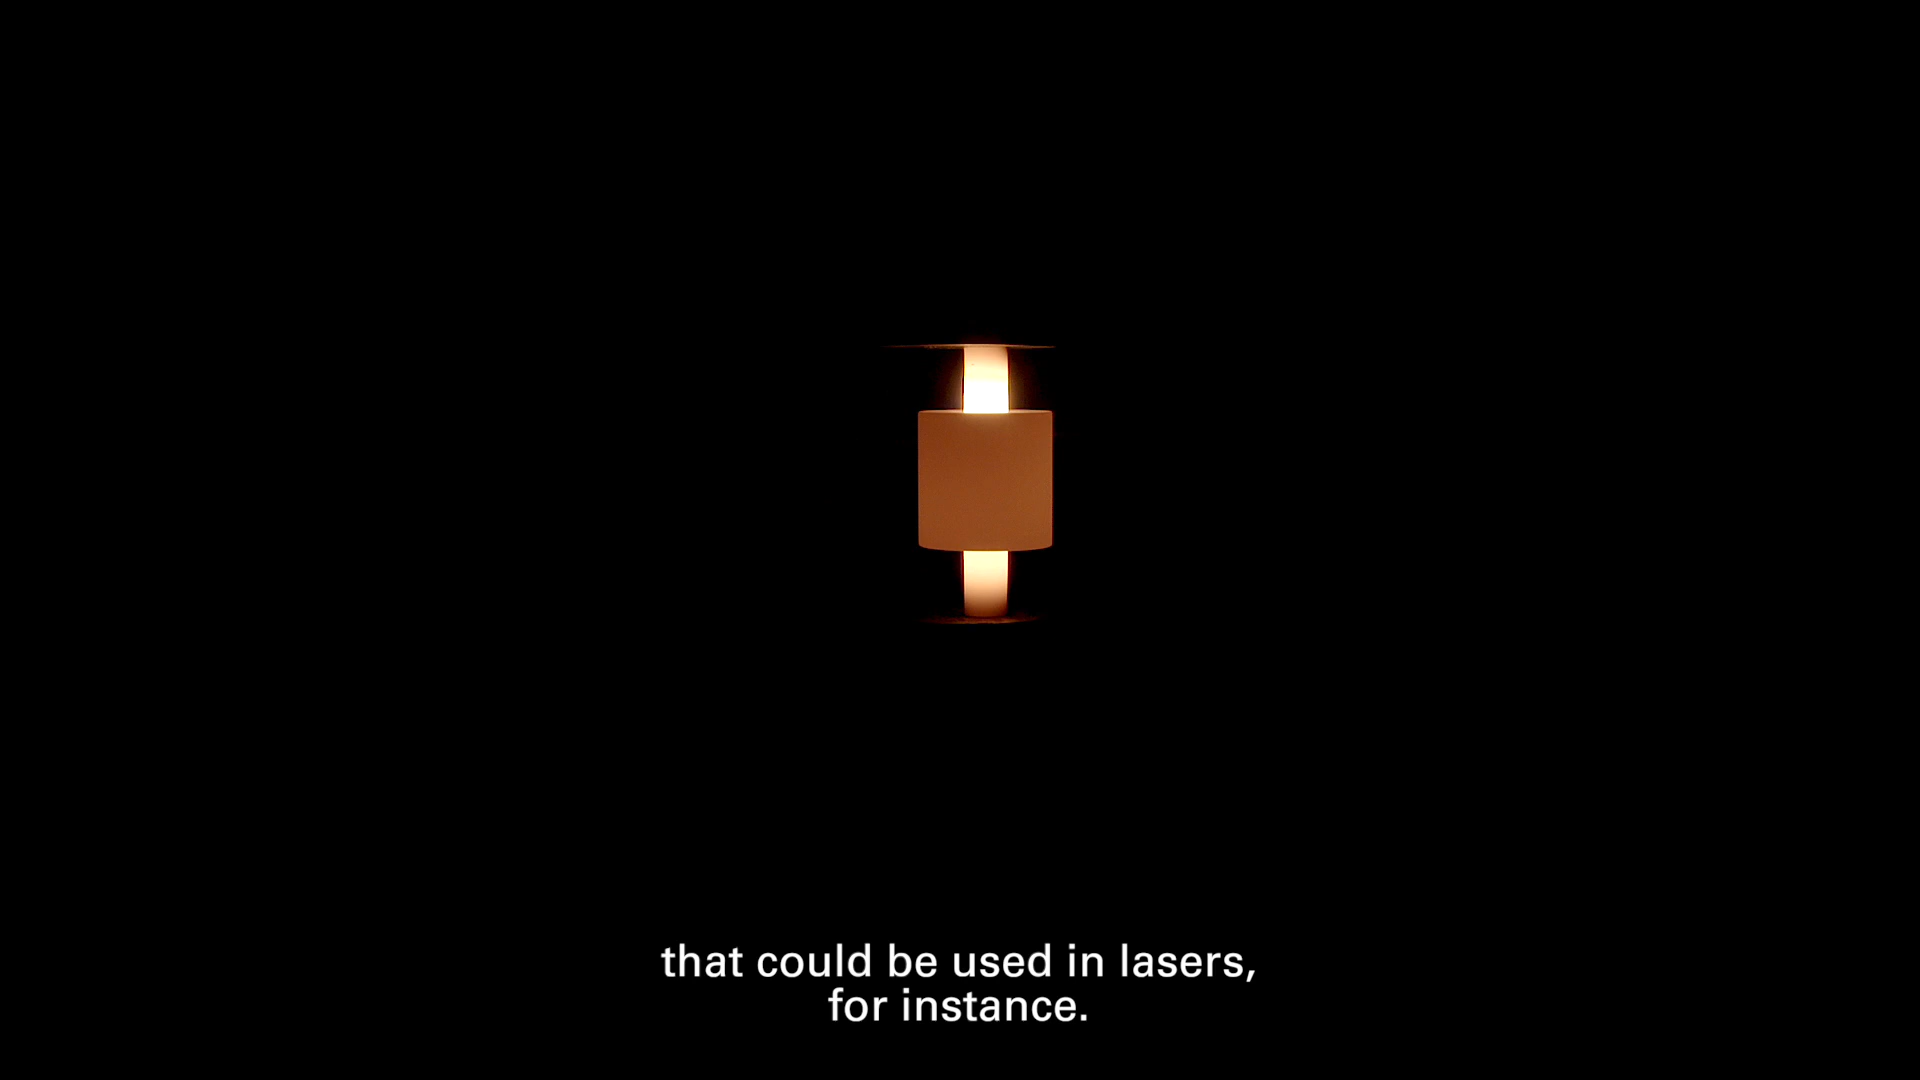 that could be used in lasers,
for instance.